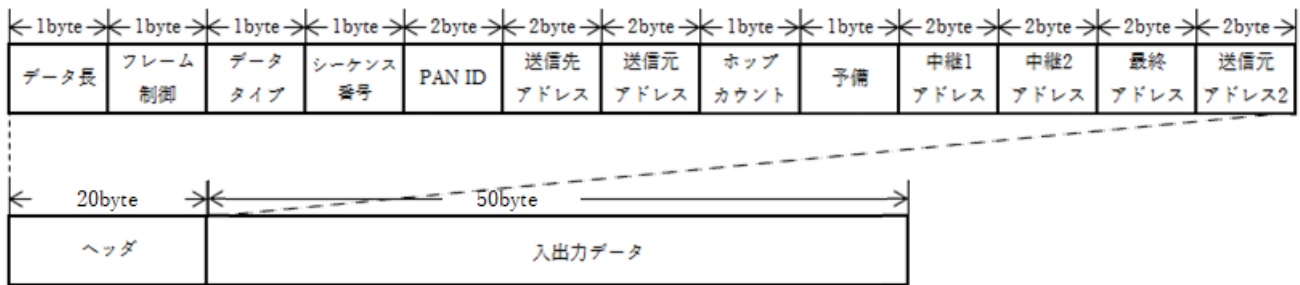 1byte 1byte 1byte 1byte 2byte 2byte 2byte 1byte 1byte 2byte 2byte 2byte 2byte
データ長
フレーム
制御
データ
タイプ
シーケンス
番号
PAN ID
送信先
アドレス
送信元
アドレス
ホップ
カウント
予備
中継1
アドレス
中継2
アドレス
最終
アドレス
送信元
アドレス2
20byte 50byte
ヘッダ 入出力データ